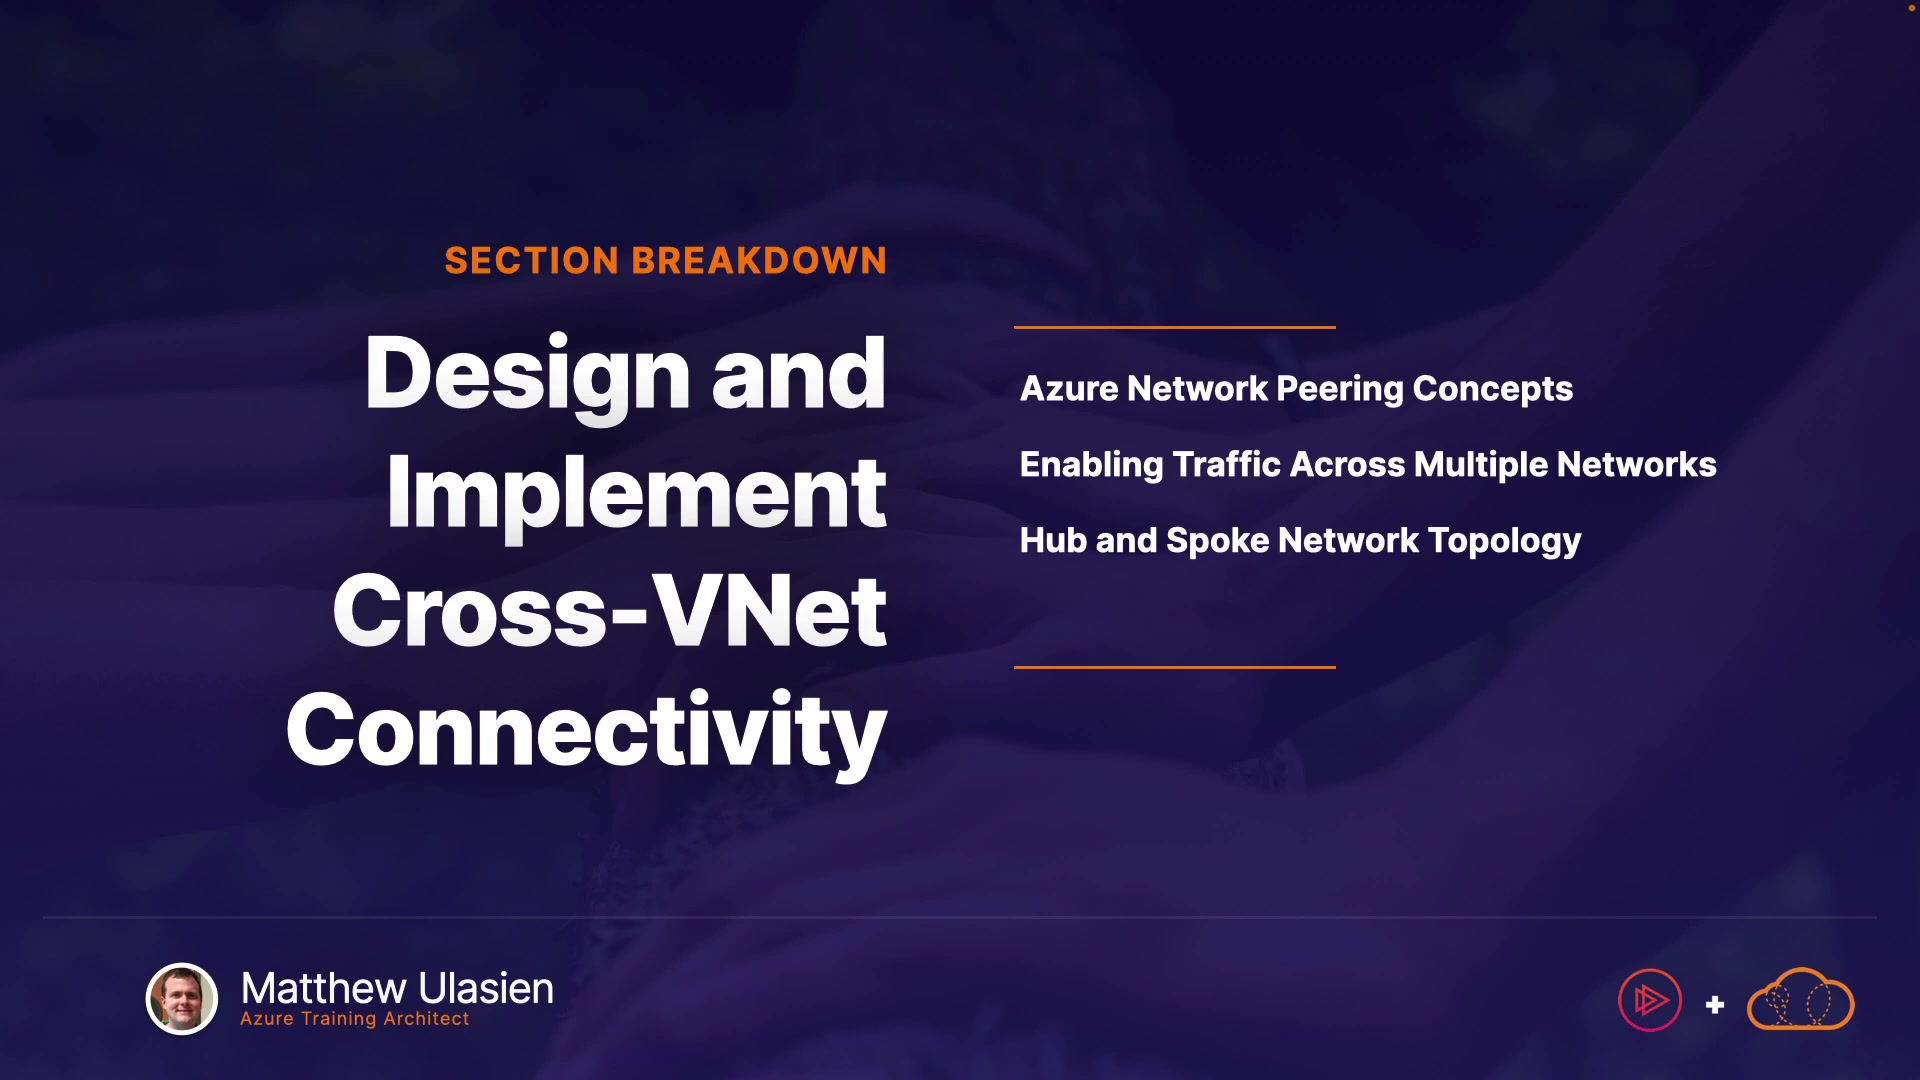 SECTION BREAKDOWN
Design and
Implement
Cross-VNet
Connectivity
Azure Network Peering Concepts
Enabling Traffic Across Multiple Networks
Hub and Spoke Network Topology
Matthew Ulasien
Azure Training Architect